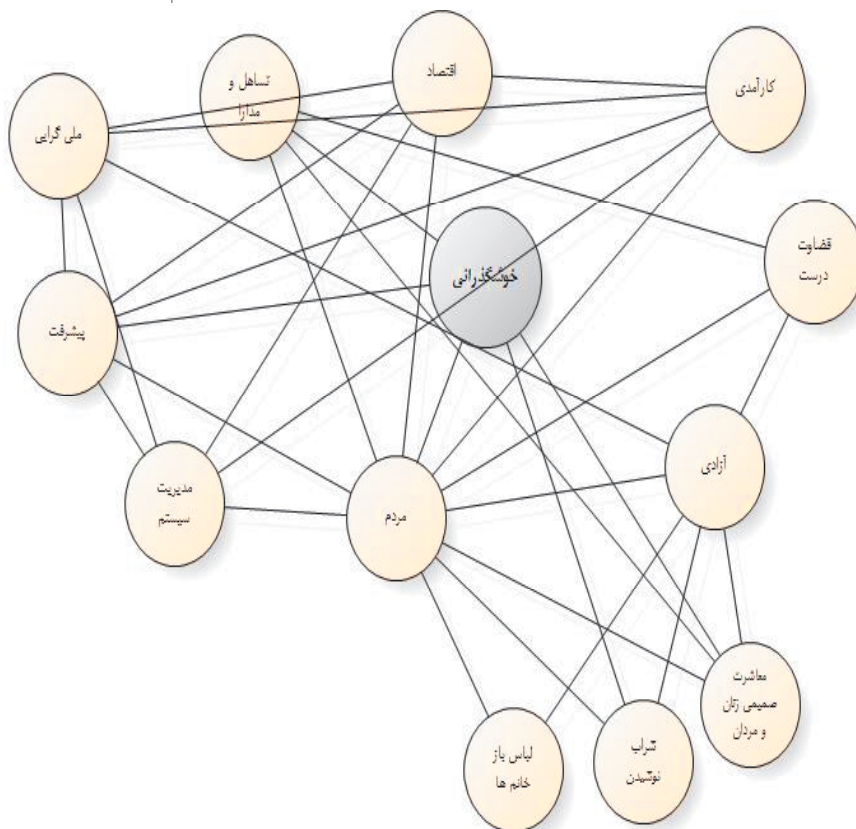 تساهل و
مدارا
اقتصاد
کارآمدی
ملی گرایی
قضاوت
درست
خوشگذرانی
پیشرفت
آزادی
مدیریت
سیستم
مردم
معاشرت
صمیمی زنان
و مردان
لباس باز
خانم ها
شراب
نوشیدن